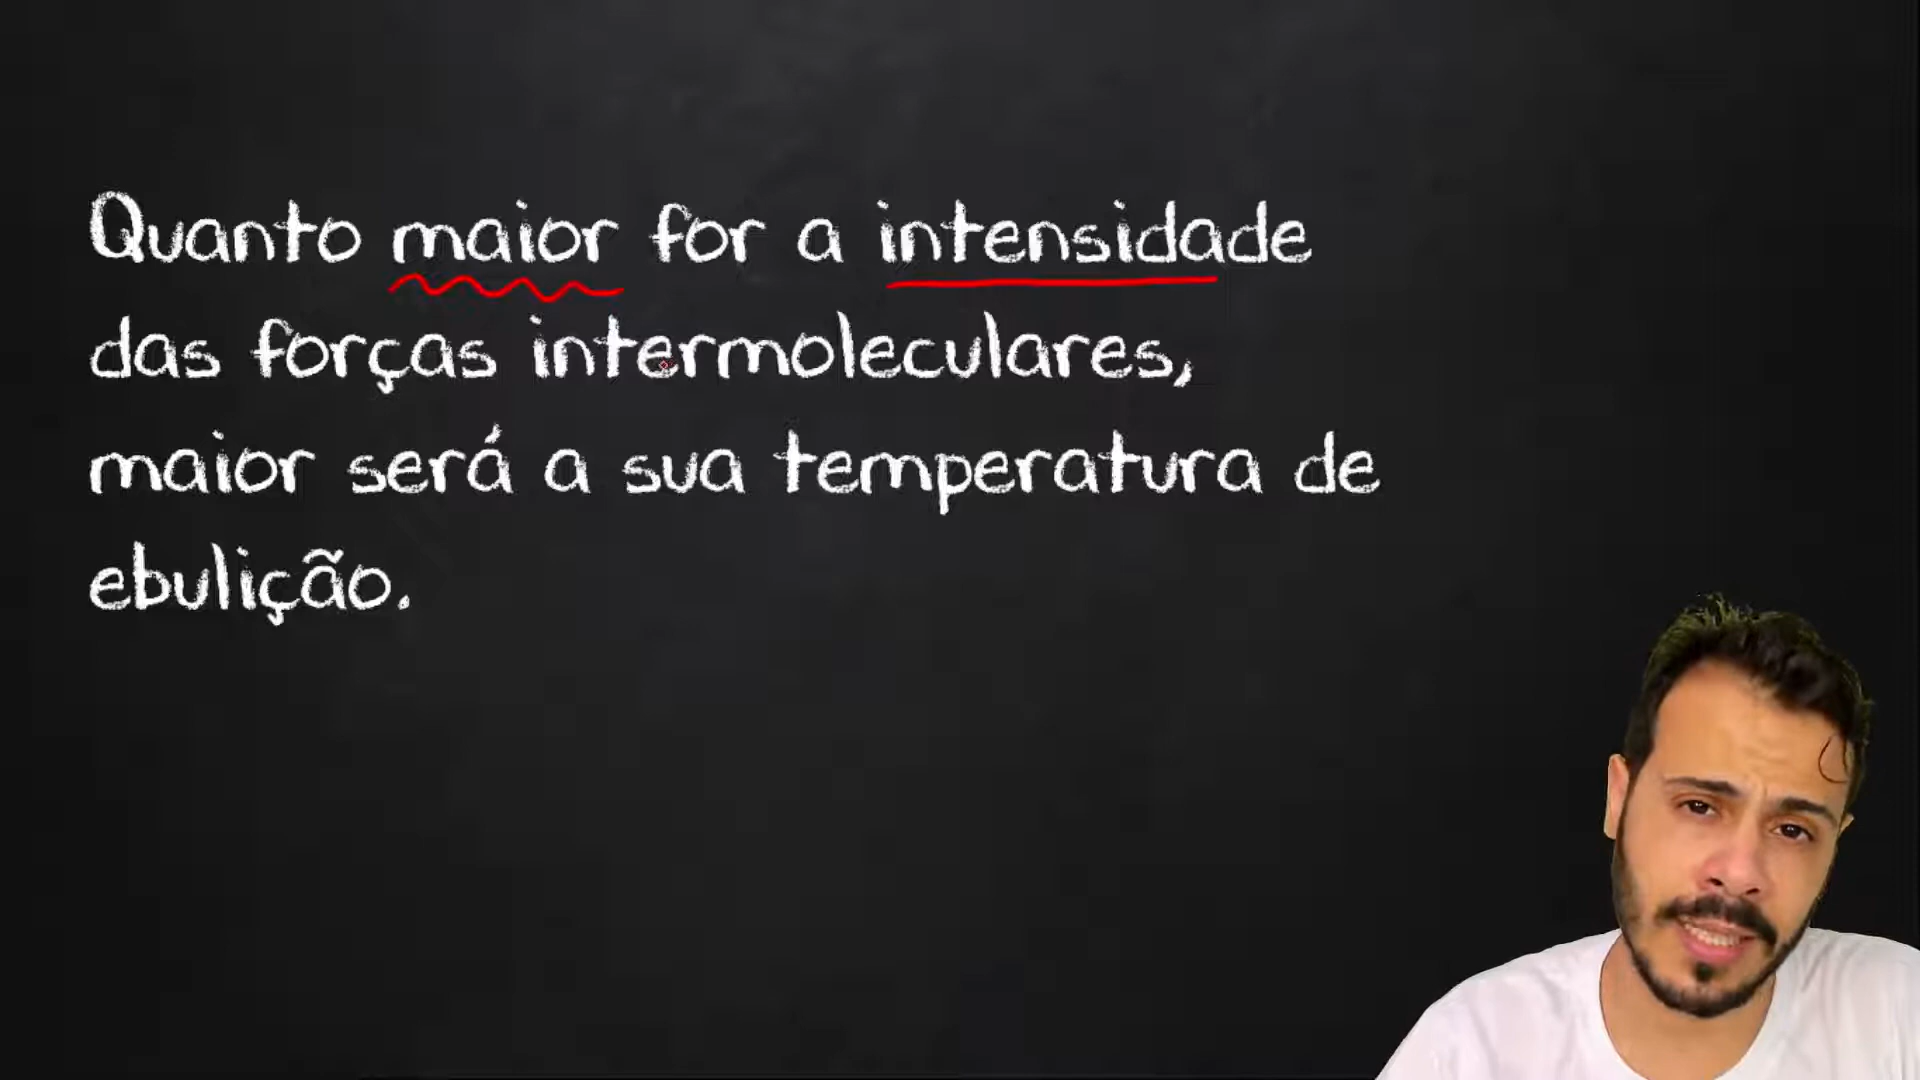 Quanto maior for a intensidade
das forças intermoleculares,
maior será a sua temperatura de
ebulição.